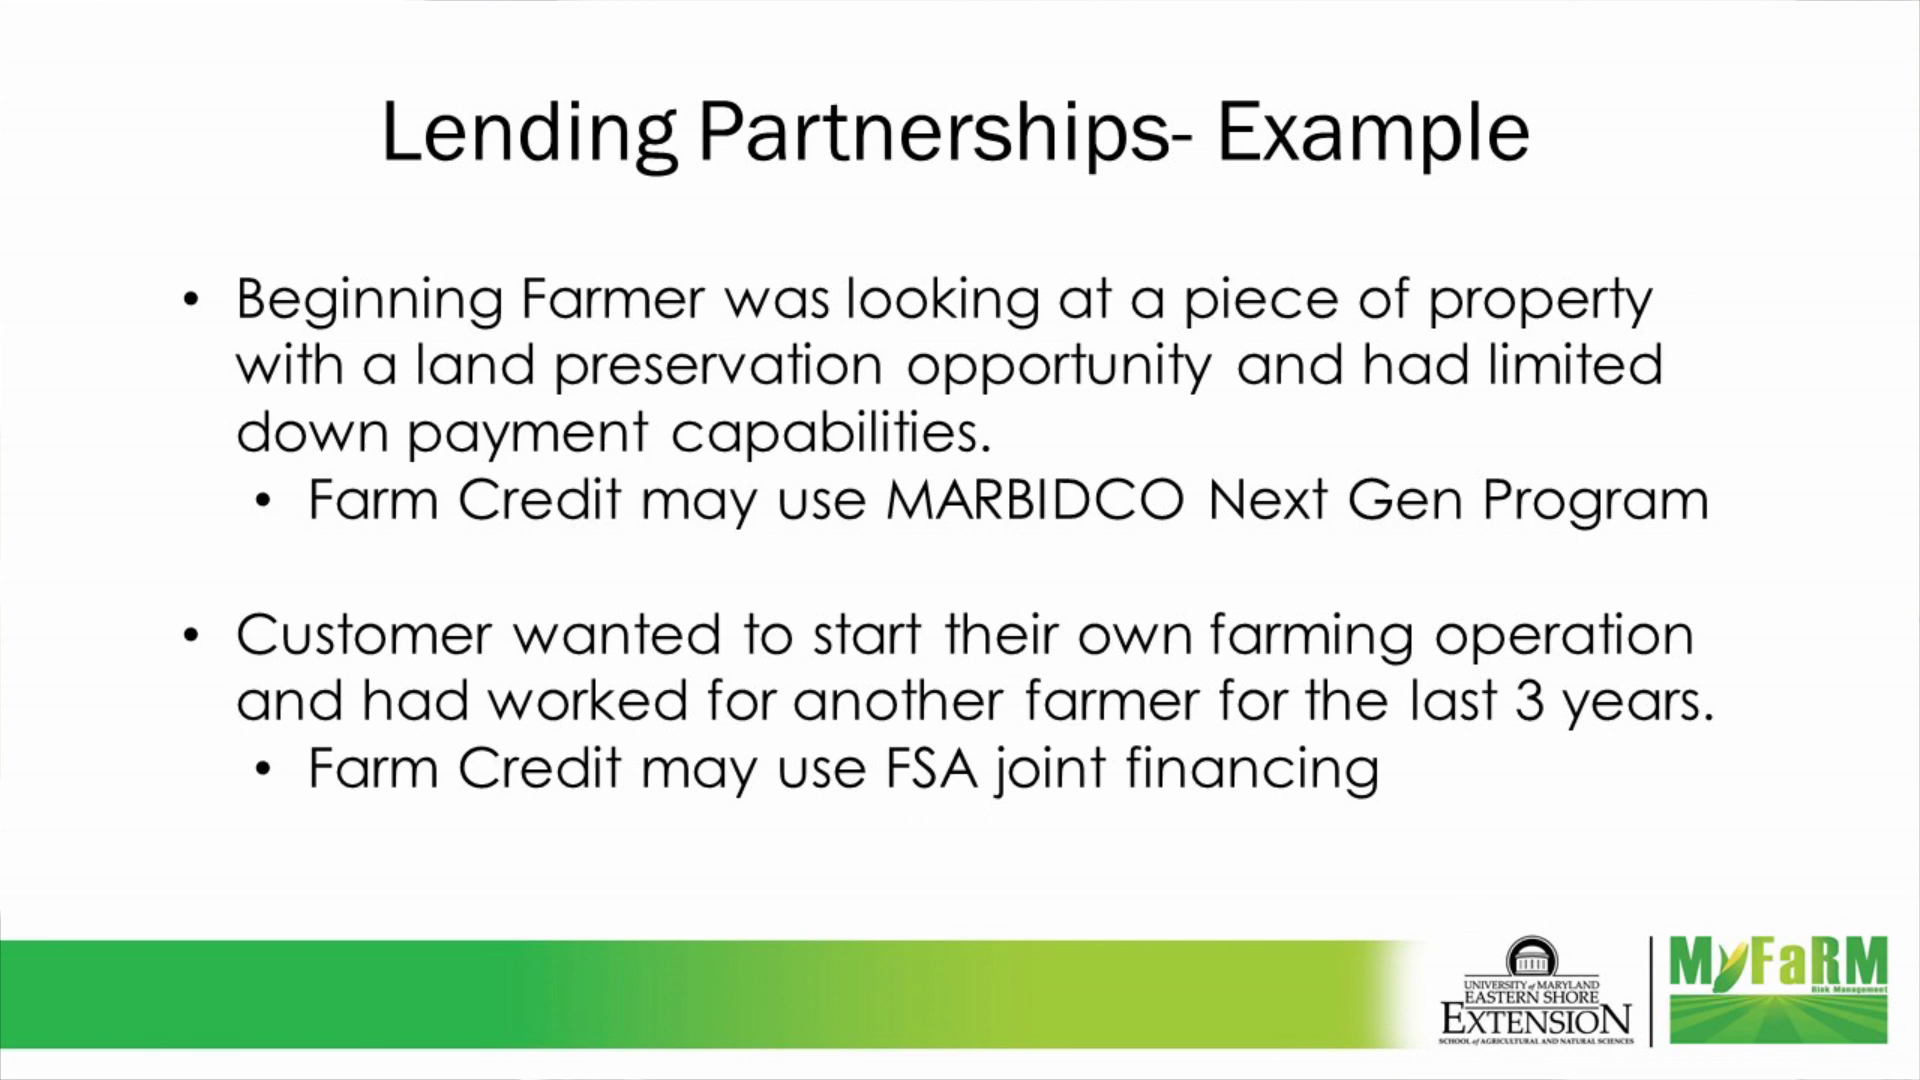 Lending Partnerships- Example
• Beginning Farmer was looking at a piece of property
with a land preservation opportunity and had limited
down payment capabilities.
• Farm Credit may use MARBIDCO Next Gen Program
• Customer wanted to start their own farming operation
and had worked for another farmer for the last 3 years.
• Farm Credit may use FSA joint financing
UNIVERSITY of MARYLAND
EASTERN SHORE
EXTENSION
SCHOOL of AGRICULTURAL AND NATURAL SCIENCES
MyFaRM
Risk Management